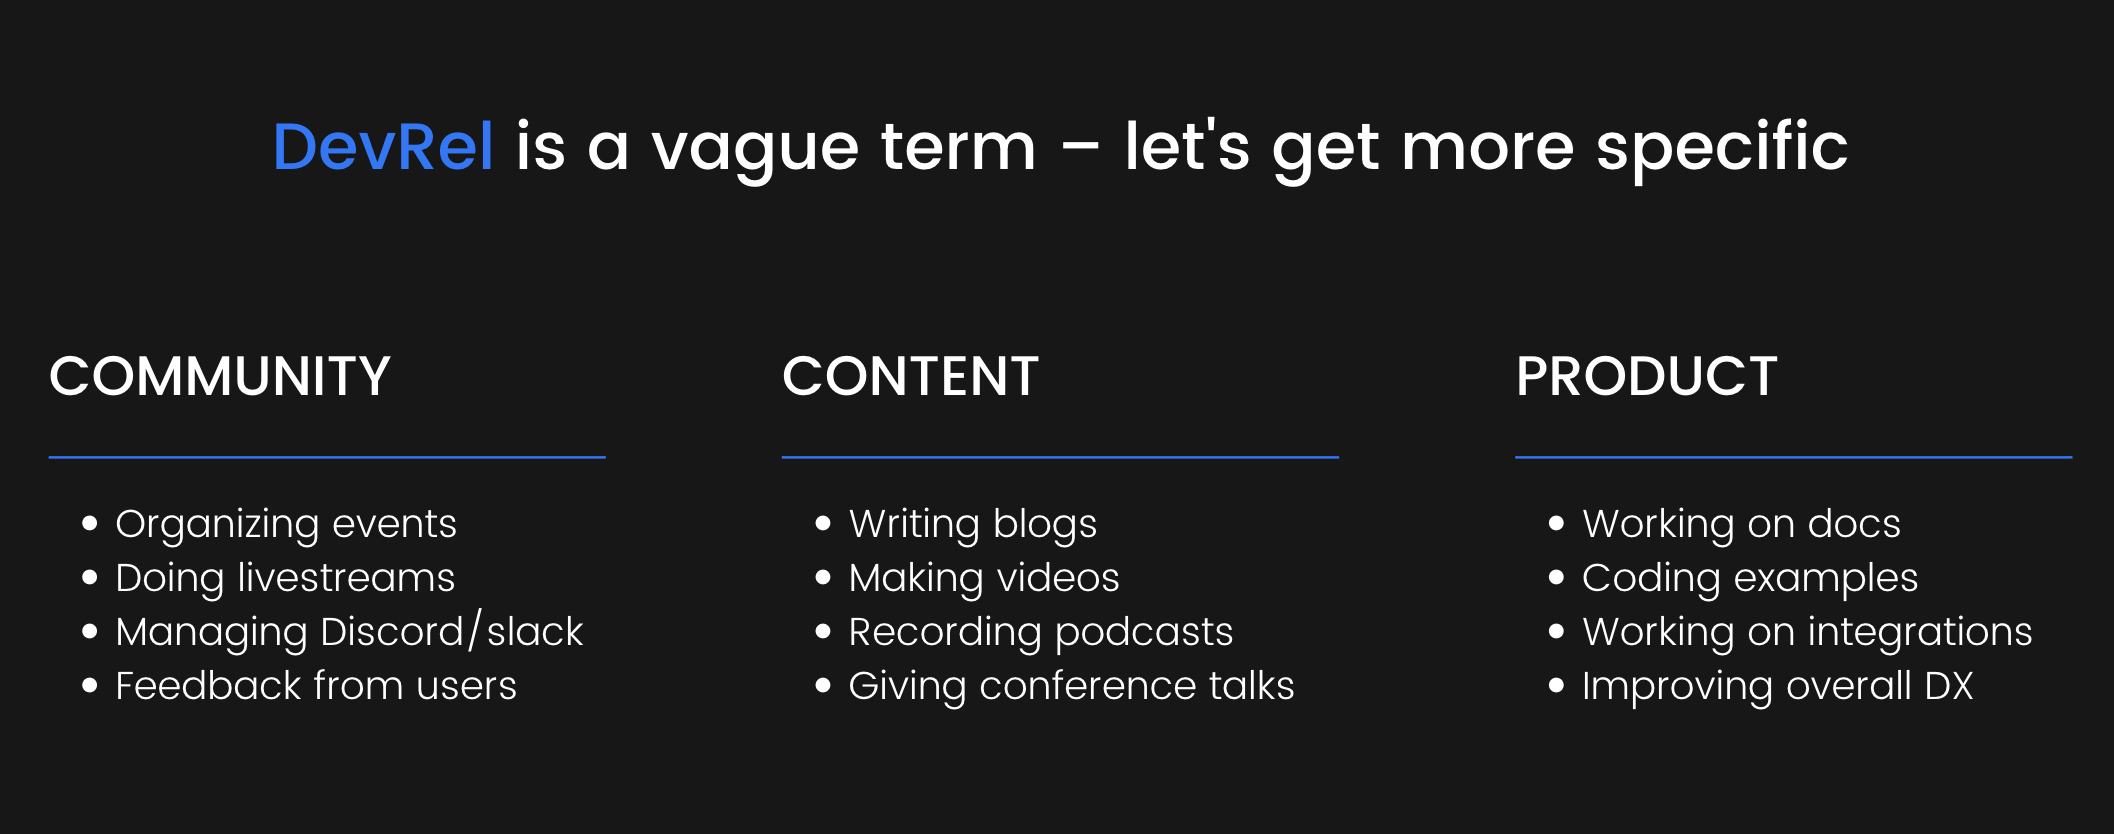 DevRel is a vague term – let's get more specific
COMMUNITY
• Organizing events
• Doing livestreams
• Managing Discord/slack
• Feedback from users
CONTENT
• Writing blogs
• Making videos
• Recording podcasts
• Giving conference talks
PRODUCT
• Working on docs
• Coding examples
• Working on integrations
• Improving overall DX